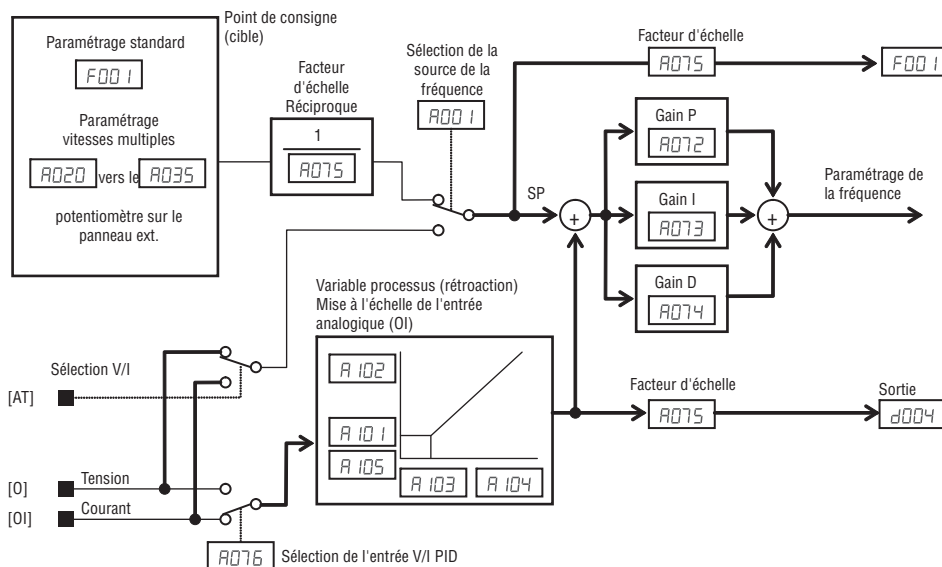 Point de consigne
(cible)
Paramétrage standard
F001
Paramétrage
vitesses multiples
A020 vers le A035
potentiomètre sur le
panneau ext.
Facteur
d'échelle
Réciproque
1
A075
Sélection de la
source de la
fréquence
A001
Facteur d'échelle
A075
F001
SP
+
Gain P
A072
Gain I
A073
Gain D
A074
+
Paramétrage de
la fréquence
Variable processus (rétroaction)
Mise à l'échelle de l'entrée
analogique (OI)
A102
A101
A105
A103
A104
Facteur d'échelle
A075
Sortie
d004
Sélection V/I
[AT]
[O]
Tension
[OI]
Courant
A076
Sélection de l'entrée V/I PID